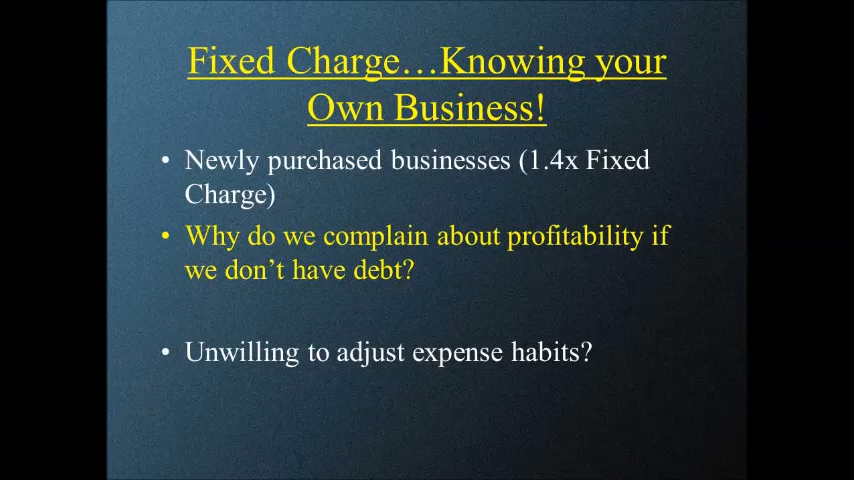 Fixed Charge…Knowing your
Own Business!
• Newly purchased businesses (1.4x Fixed
Charge)
• Why do we complain about profitability if
we don’t have debt?
• Unwilling to adjust expense habits?